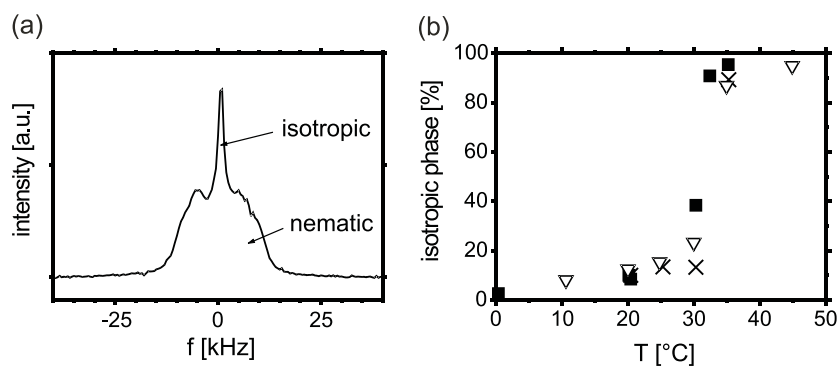 (a)
intensity [a.u.]
isotropic
nematic
-25
0
25
f [kHz]
(b)
isotropic phase [%]
100
80
60
40
20
0
0
10
20
30
40
50
T [°C]